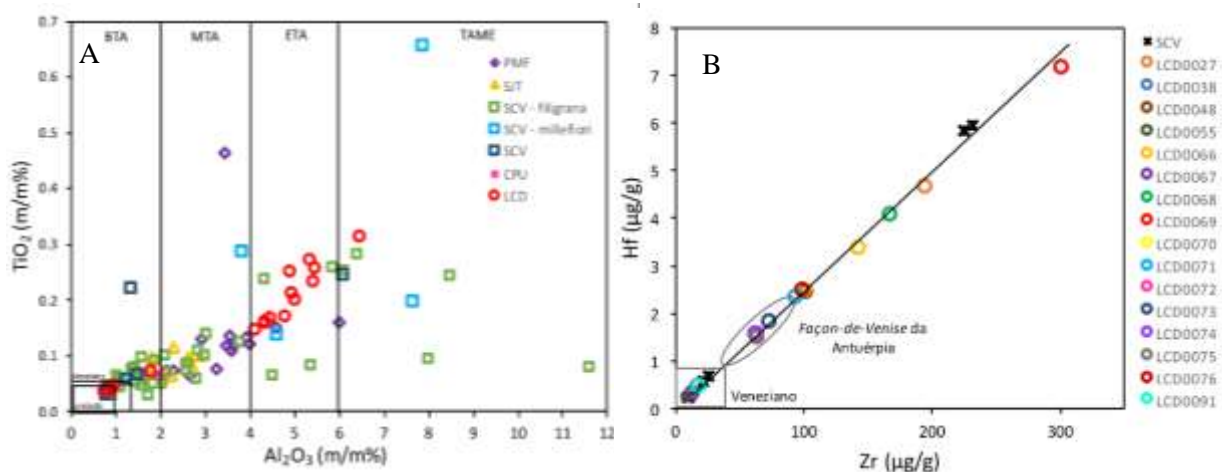 A
BTA MTA ETA TAME
TiO₂ (m/m%)
0.7
0.6
0.5
0.4
0.3
0.2
0.1
0.0
PMF
SJT
SCV - filigrana
SCV - millefiori
SCV
CPU
LCD
0 1 2 3 4 5 6 7 8 9 10 11 12
Al₂O₃ (m/m%)
B
Hf (µg/g)
8
7
6
5
4
3
2
1
0
Façon-de-Venise da
Antuérpia
Veneziano
0 100 200 300
Zr (µg/g)
SCV
LCD0027
LCD0038
LCD0048
LCD0055
LCD0066
LCD0067
LCD0068
LCD0069
LCD0070
LCD0071
LCD0072
LCD0073
LCD0074
LCD0075
LCD0076
LCD0091